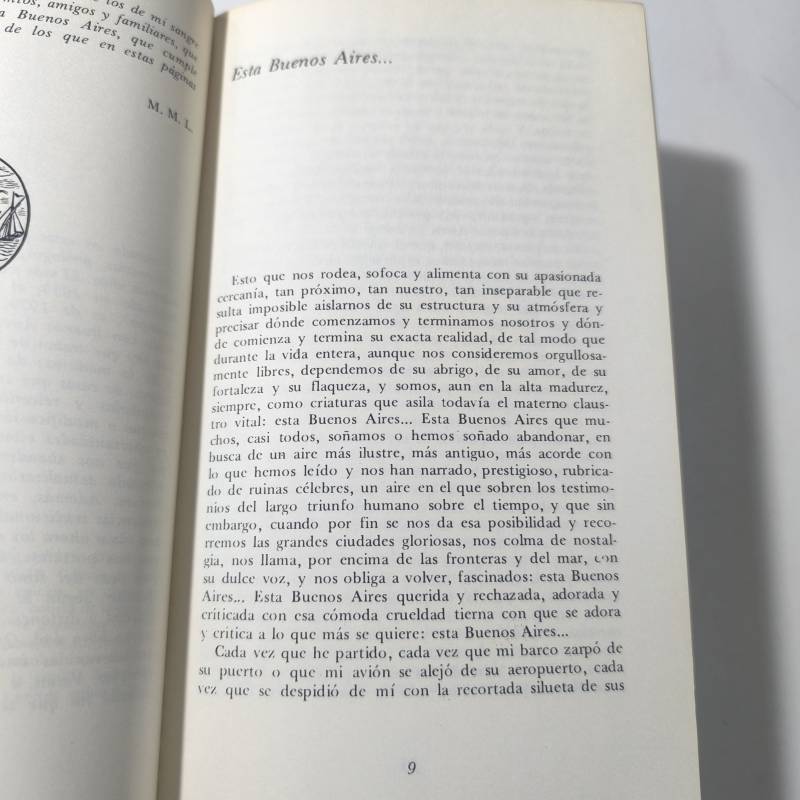 los de mi sangre
amigos y familiares, que
Buenos Aires, que cumple
de los que en estas páginas
M. M. L.
Esta Buenos Aires...
Esto que nos rodea, sofoca y alimenta con su apasionada
cercanía, tan próximo, tan nuestro, tan inseparable que re-
sulta imposible aislarnos de su estructura y su atmósfera y
precisar dónde comenzamos y terminamos nosotros y dón-
de comienza y termina su exacta realidad, de tal modo que
durante la vida entera, aunque nos consideremos orgullosa-
mente libres, dependemos de su abrigo, de su amor, de su
fortaleza y su flaqueza, y somos, aun en la alta madurez,
siempre, como criaturas que asila todavía el materno claus-
tro vital: esta Buenos Aires... Esta Buenos Aires que mu-
chos, casi todos, soñamos o hemos soñado abandonar, en
busca de un aire más ilustre, más antiguo, más acorde con
lo que hemos leído y nos han narrado, prestigioso, rubrica-
do de ruinas célebres, un aire en el que sobren los testimo-
nios del largo triunfo humano sobre el tiempo, y que sin
embargo, cuando por fin se nos da esa posibilidad y reco-
rremos las grandes ciudades gloriosas, nos colma de nostal-
gia, nos llama, por encima de las fronteras y del mar, con
su dulce voz, y nos obliga a volver, fascinados: esta Buenos
Aires... Esta Buenos Aires querida y rechazada, adorada y
criticada con esa cómoda crueldad tierna con que se adora
y critica a lo que más se quiere: esta Buenos Aires...
Cada vez que he partido, cada vez que mi barco zarpó de
su puerto o que mi avión se alejó de su aeropuerto, cada
vez que se despidió de mí con la recortada silueta de sus
9